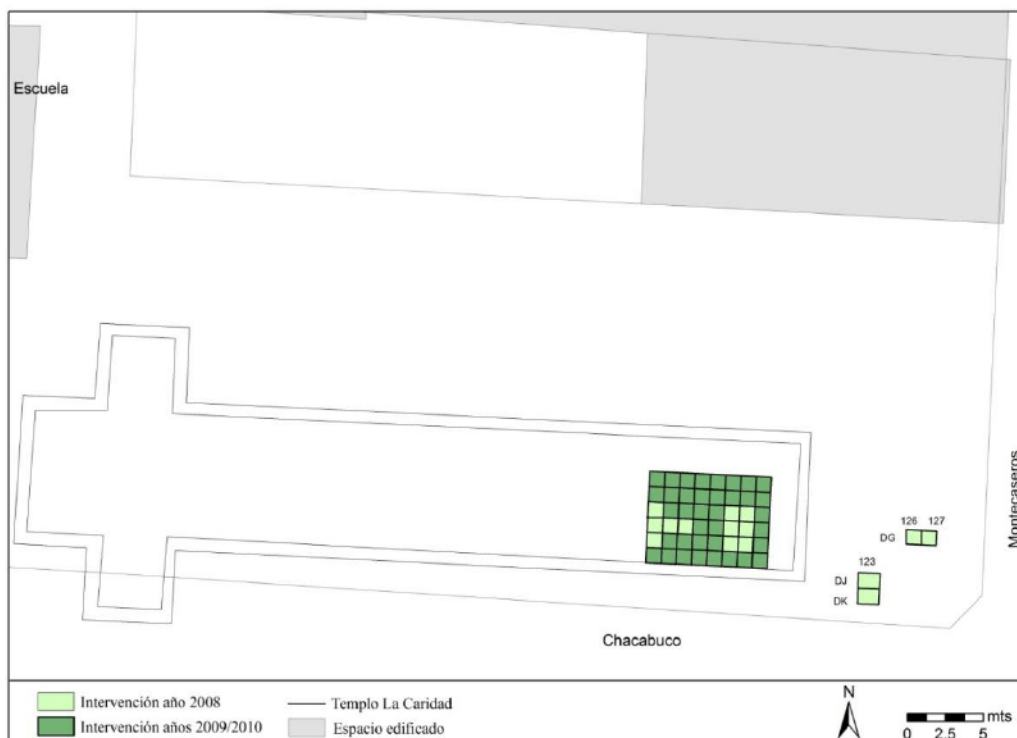 Escuela
Montecaseros
126 127
DG
123
DJ
DK
Chacabuco
Intervención año 2008
Intervención años 2009/2010
Templo La Caridad
Espacio edificado
N
mts
0 2.5 5